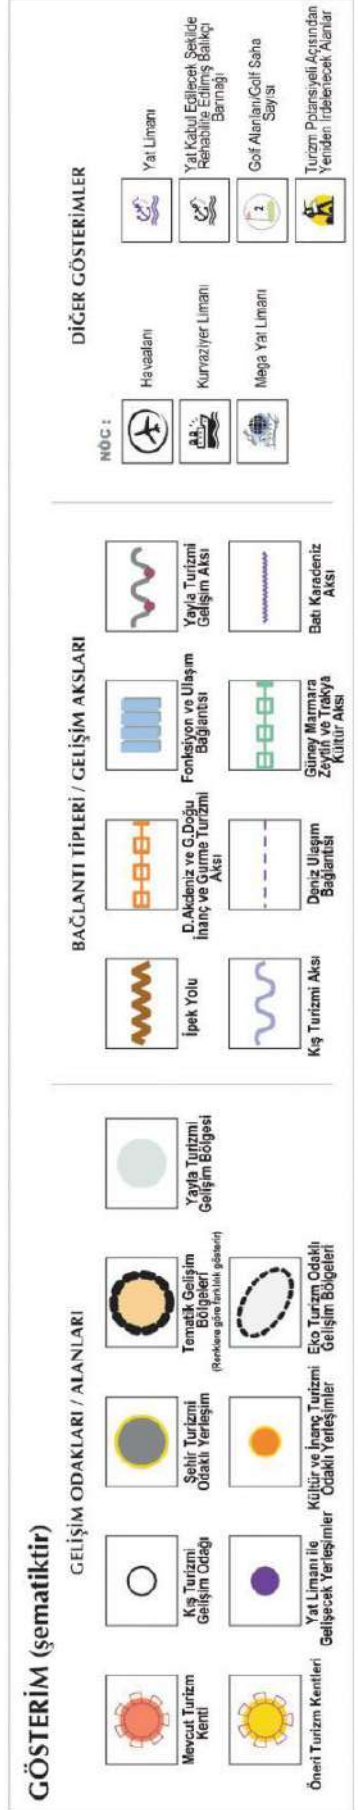 GÖSTERİM (şematiktir)
GELİŞİM ODAKLARI / ALANLARI
Mevcut Turizm
Kenti
Kış Turizmi
Gelişim Odağı
Şehir Turizmi
Odaklı Yerleşim
Tematik Gelişim
Bölgeleri
(Renklere göre farklılık gösterir)
Yayla Turizmi
Gelişim Bölgesi
Öneri Turizm Kentleri
Yat Limanı ile
Gelişecek Yerleşimler
Kültür ve İnanç Turizmi
Odaklı Yerleşimler
Eko Turizm Odaklı
Gelişim Bölgeleri
BAĞLANTI TİPLERİ / GELİŞİM AKSLARI
İpek Yolu
D.Akdeniz ve G.Doğu
İnanç ve Gurme Turizmi
Aksı
Fonksiyon ve Ulaşım
Bağlantısı
Yayla Turizmi
Gelişim Aksı
Kış Turizmi Aksı
Deniz Ulaşım
Bağlantısı
Güney Marmara
Zeytin ve Trakya
Kültür Aksı
Batı Karadeniz
Aksı
DİĞER GÖSTERİMLER
NÒC :
Havaalanı
Yat Limanı
Kurvaziyer Limanı
Yat Kabul Edilecek Şekilde
Rehabilite Edilmiş Balıkçı
Barınağı
Mega Yat Limanı
2
Golf Alanları/Golf Saha
Sayısı
Turizm Potansiyeli Açısından
Yeniden İrdelenecek Alanlar